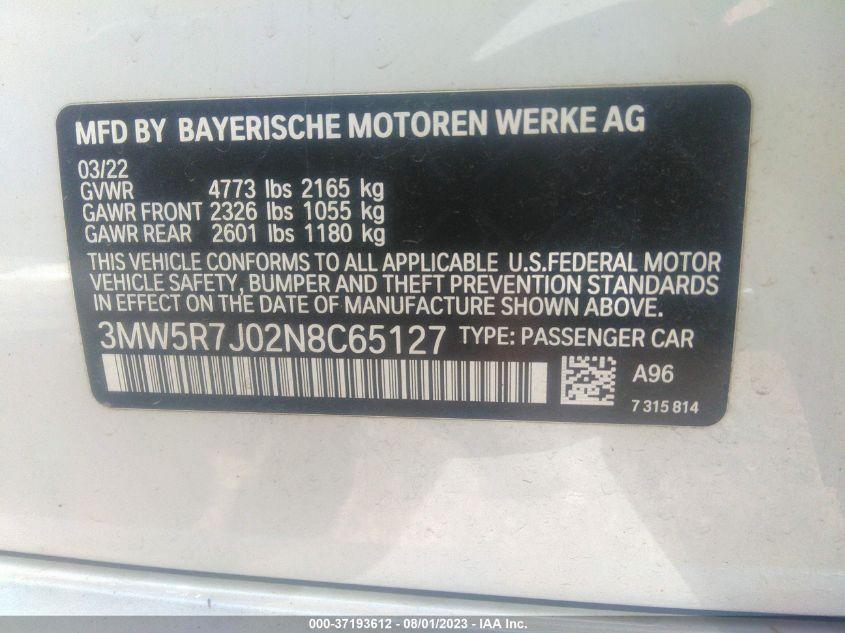 MFD BY BAYERISCHE MOTOREN WERKE AG
03/22
GVWR 4773 lbs 2165 kg
GAWR FRONT 2326 lbs 1055 kg
GAWR REAR 2601 lbs 1180 kg
THIS VEHICLE CONFORMS TO ALL APPLICABLE U.S.FEDERAL MOTOR
VEHICLE SAFETY, BUMPER AND THEFT PREVENTION STANDARDS
IN EFFECT ON THE DATE OF MANUFACTURE SHOWN ABOVE.
3MW5R7J02N8C65127 TYPE: PASSENGER CAR
A96
7 315 814
000-37193612 - 08/01/2023 - IAA Inc.